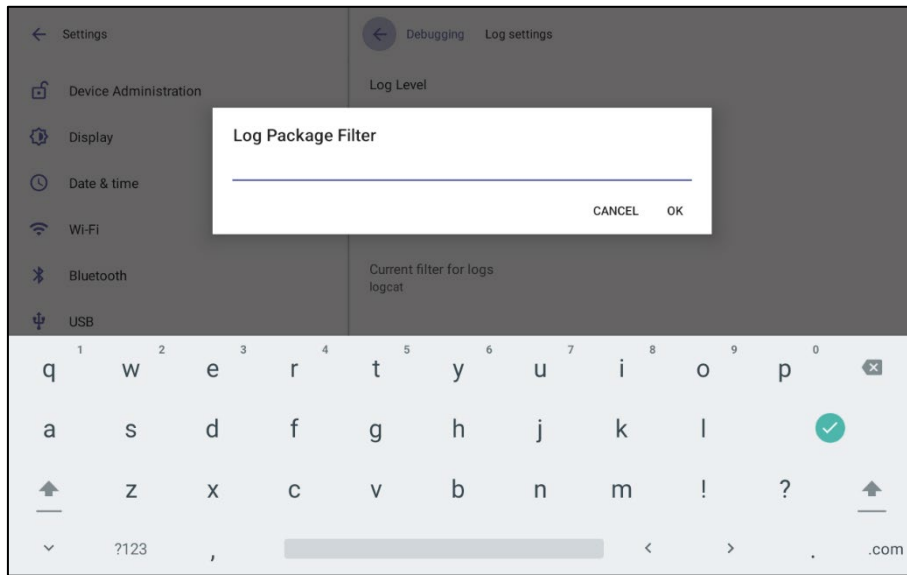 Settings
Debugging Log settings
Device Administration
Log Level
Display
Log Package Filter
Date & time
CANCEL OK
Wi-Fi
Bluetooth
Current filter for logs
logcat
USB
1 2 3 4 5 6 7 8 9 0
q w e r t y u i o p
a s d f g h j k l
z x c v b n m ! ?
?123 , < > . .com